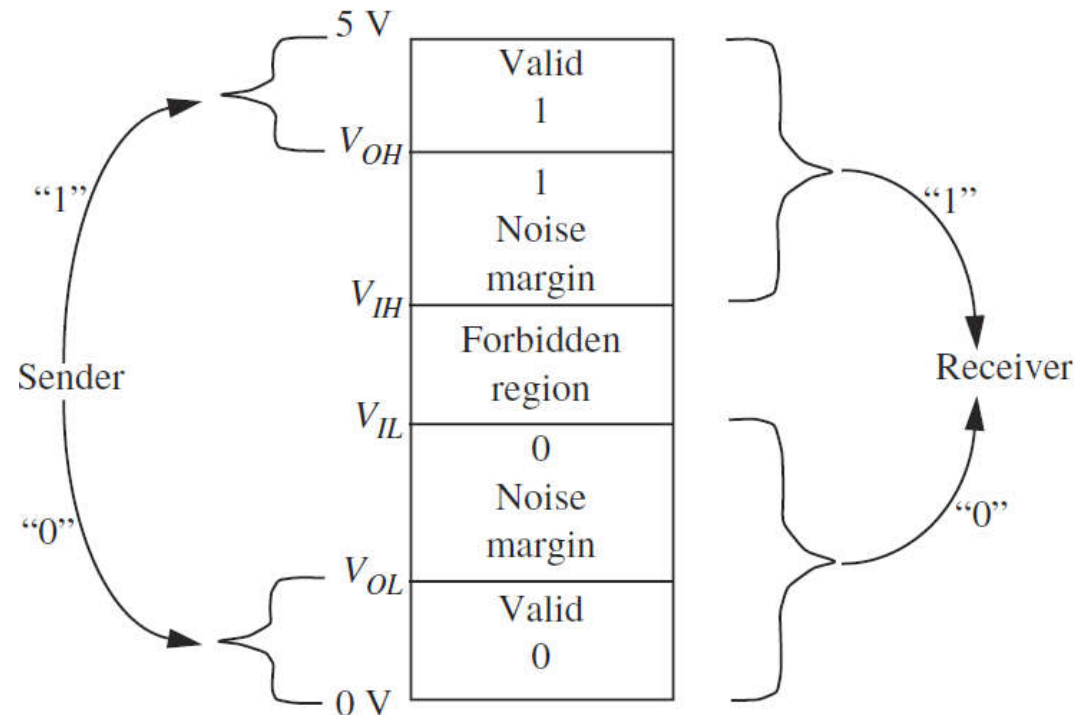 5 V
Valid
1
V_OH
1
"1"
"1"
Noise
margin
V_IH
Forbidden
region
Sender
Receiver
V_IL
0
Noise
"0"
"0"
margin
V_OL
Valid
0
0 V